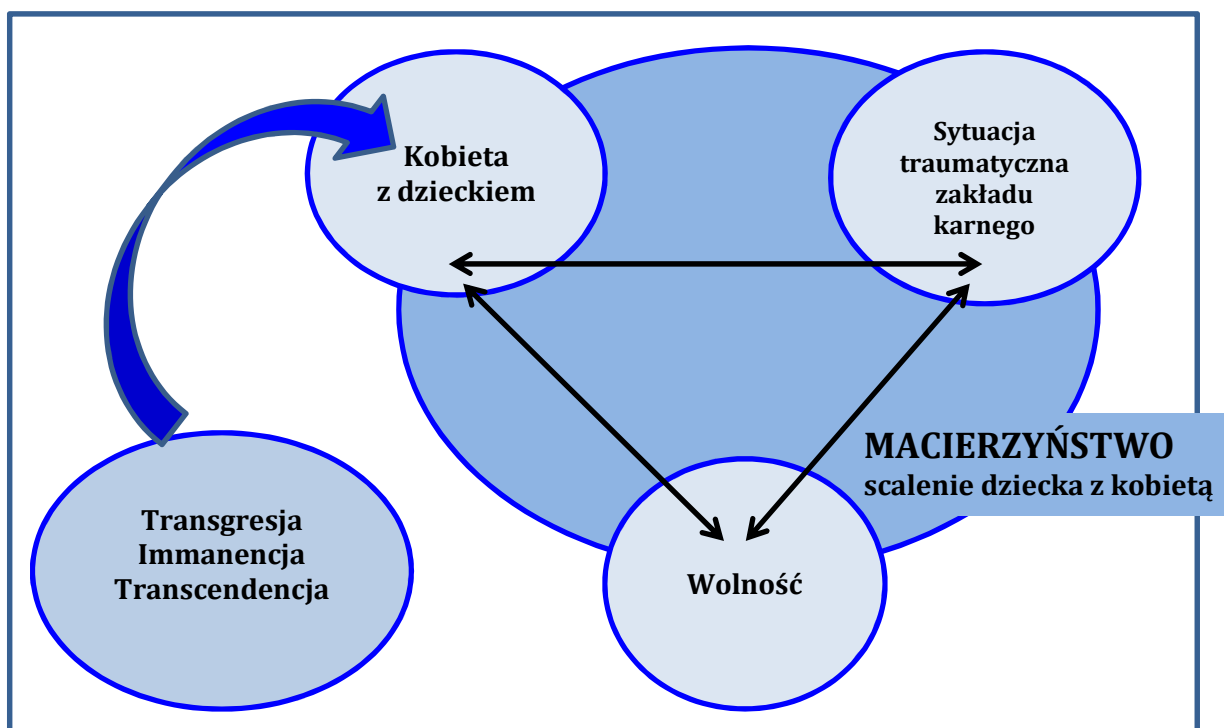 Kobieta
z dzieckiem
Sytuacja
traumatyczna
zakładu
karnego
MACIERZYŃSTWO
scalenie dziecka z kobietą
Transgresja
Immanencja
Transcendencja
Wolność